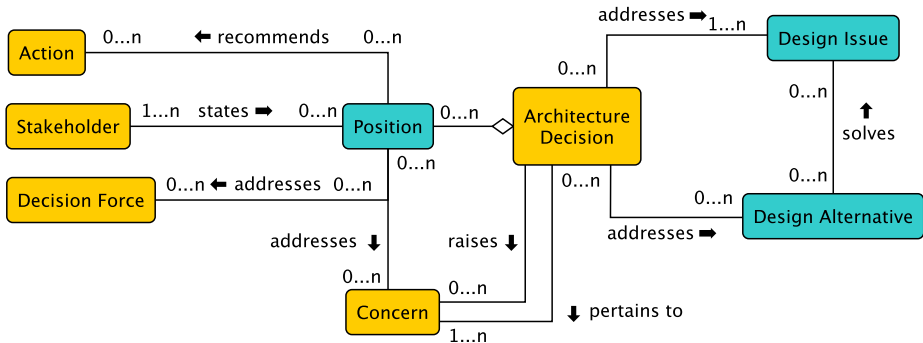 addresses
1...n
0...n
recommends
0...n
Action
Design Issue
0...n
0...n
1...n
states
0...n
0...n
Stakeholder
Position
Architecture
Decision
solves
0...n
0...n
0...n
0...n
addresses
0...n
0...n
Decision Force
Design Alternative
addresses
addresses
raises
0...n
0...n
Concern
pertains to
1...n